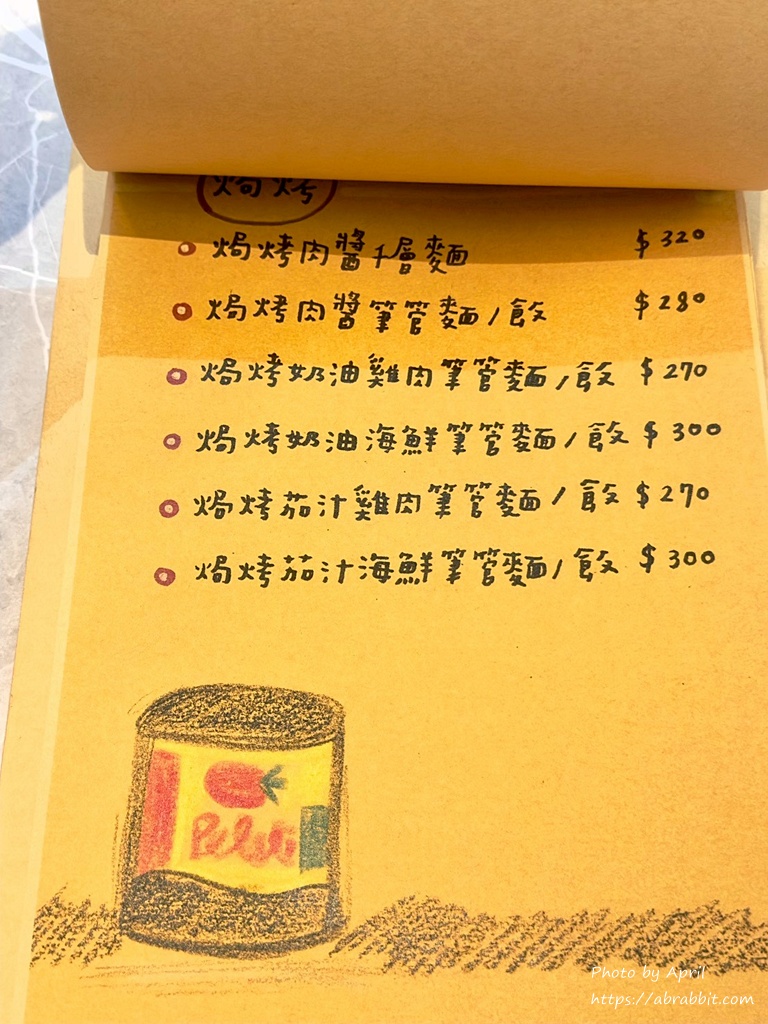 焗烤
焗烤肉醬千層麵 $320
焗烤肉醬筆管麵/飯 $280
焗烤奶油雞肉筆管麵/飯 $270
焗烤奶油海鮮筆管麵/飯 $300
焗烤茄汁雞肉筆管麵/飯 $270
焗烤茄汁海鮮筆管麵/飯 $300
Photo by April
https://abrabbit.com